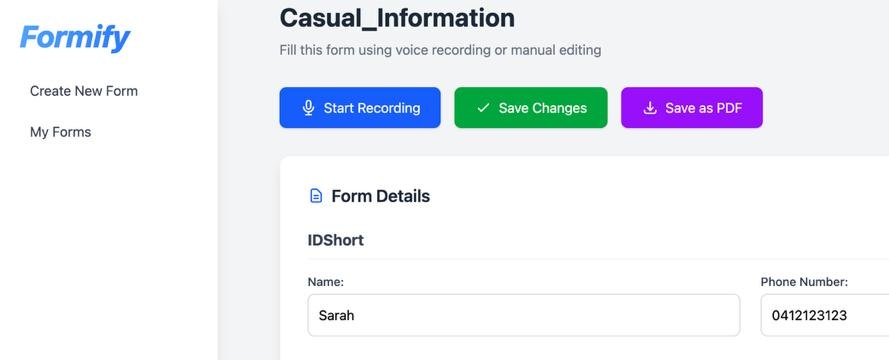 Formify
Create New Form
My Forms
Casual_Information
Fill this form using voice recording or manual editing
Start Recording
Save Changes
Save as PDF
Form Details
IDShort
Name:
Sarah
Phone Number:
0412123123